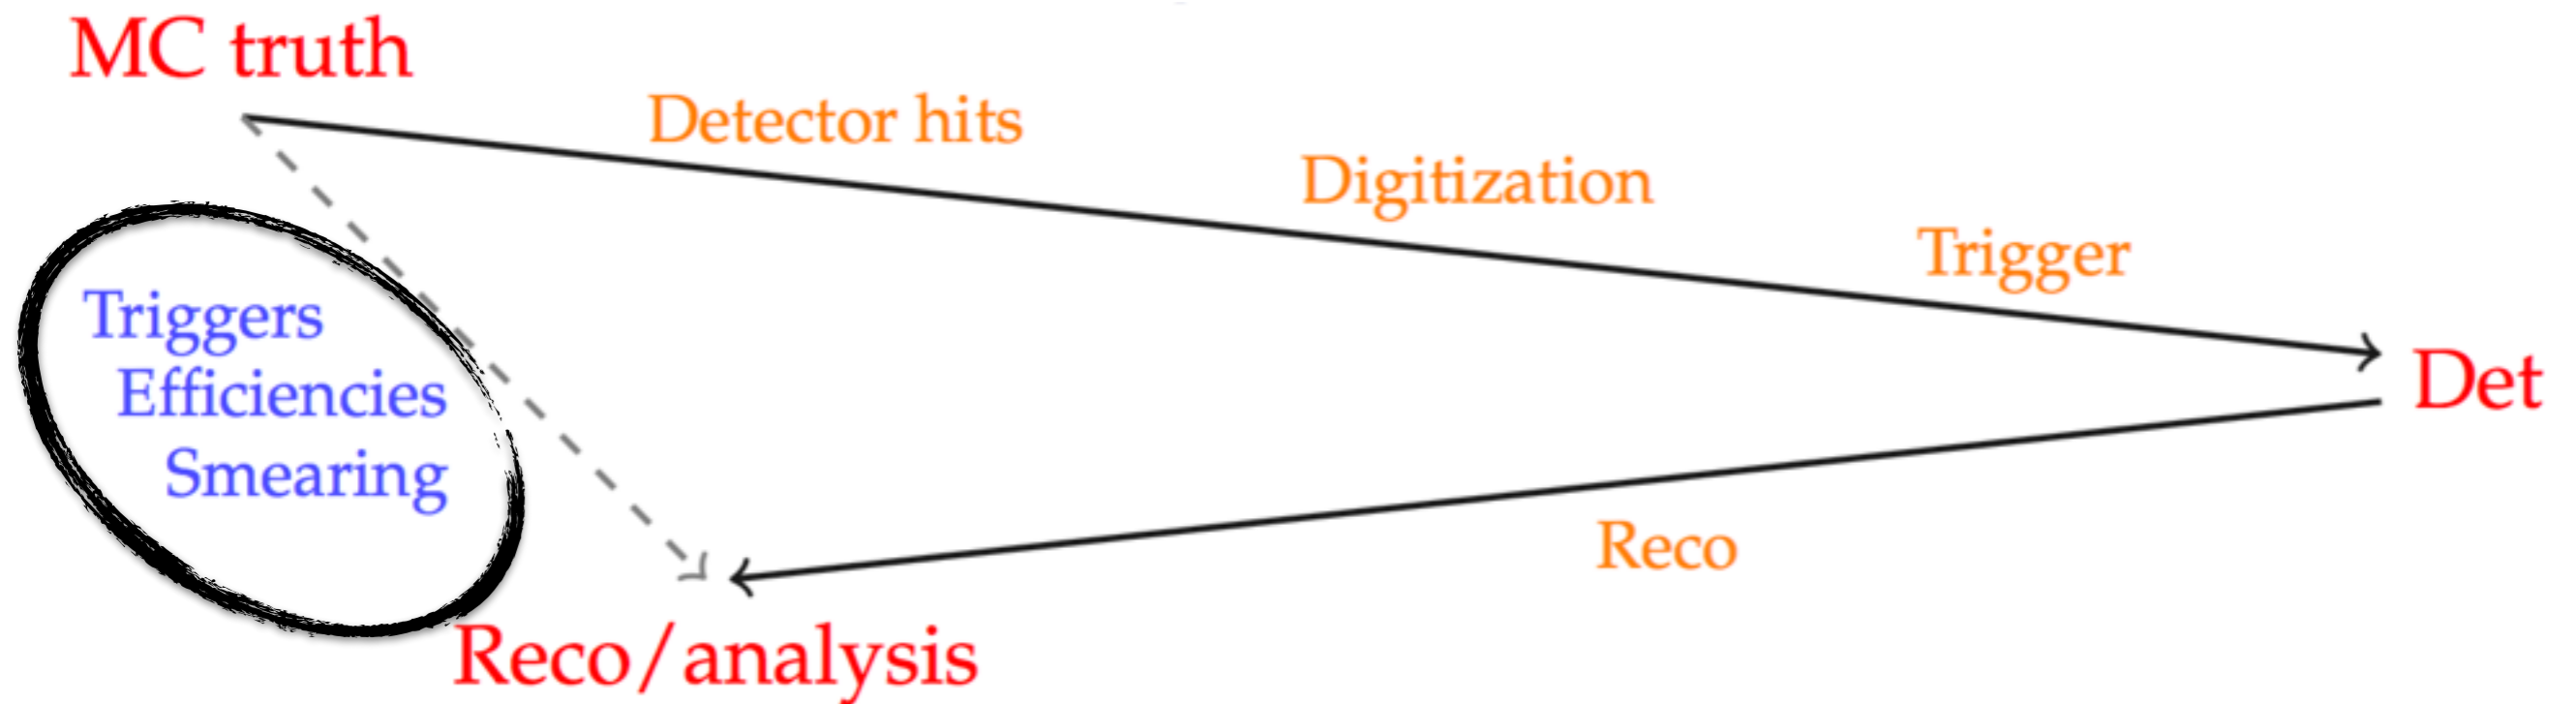 MC truth
Detector hits
Digitization
Trigger
Triggers
Efficiencies
Smearing
Det
Reco
Reco/analysis